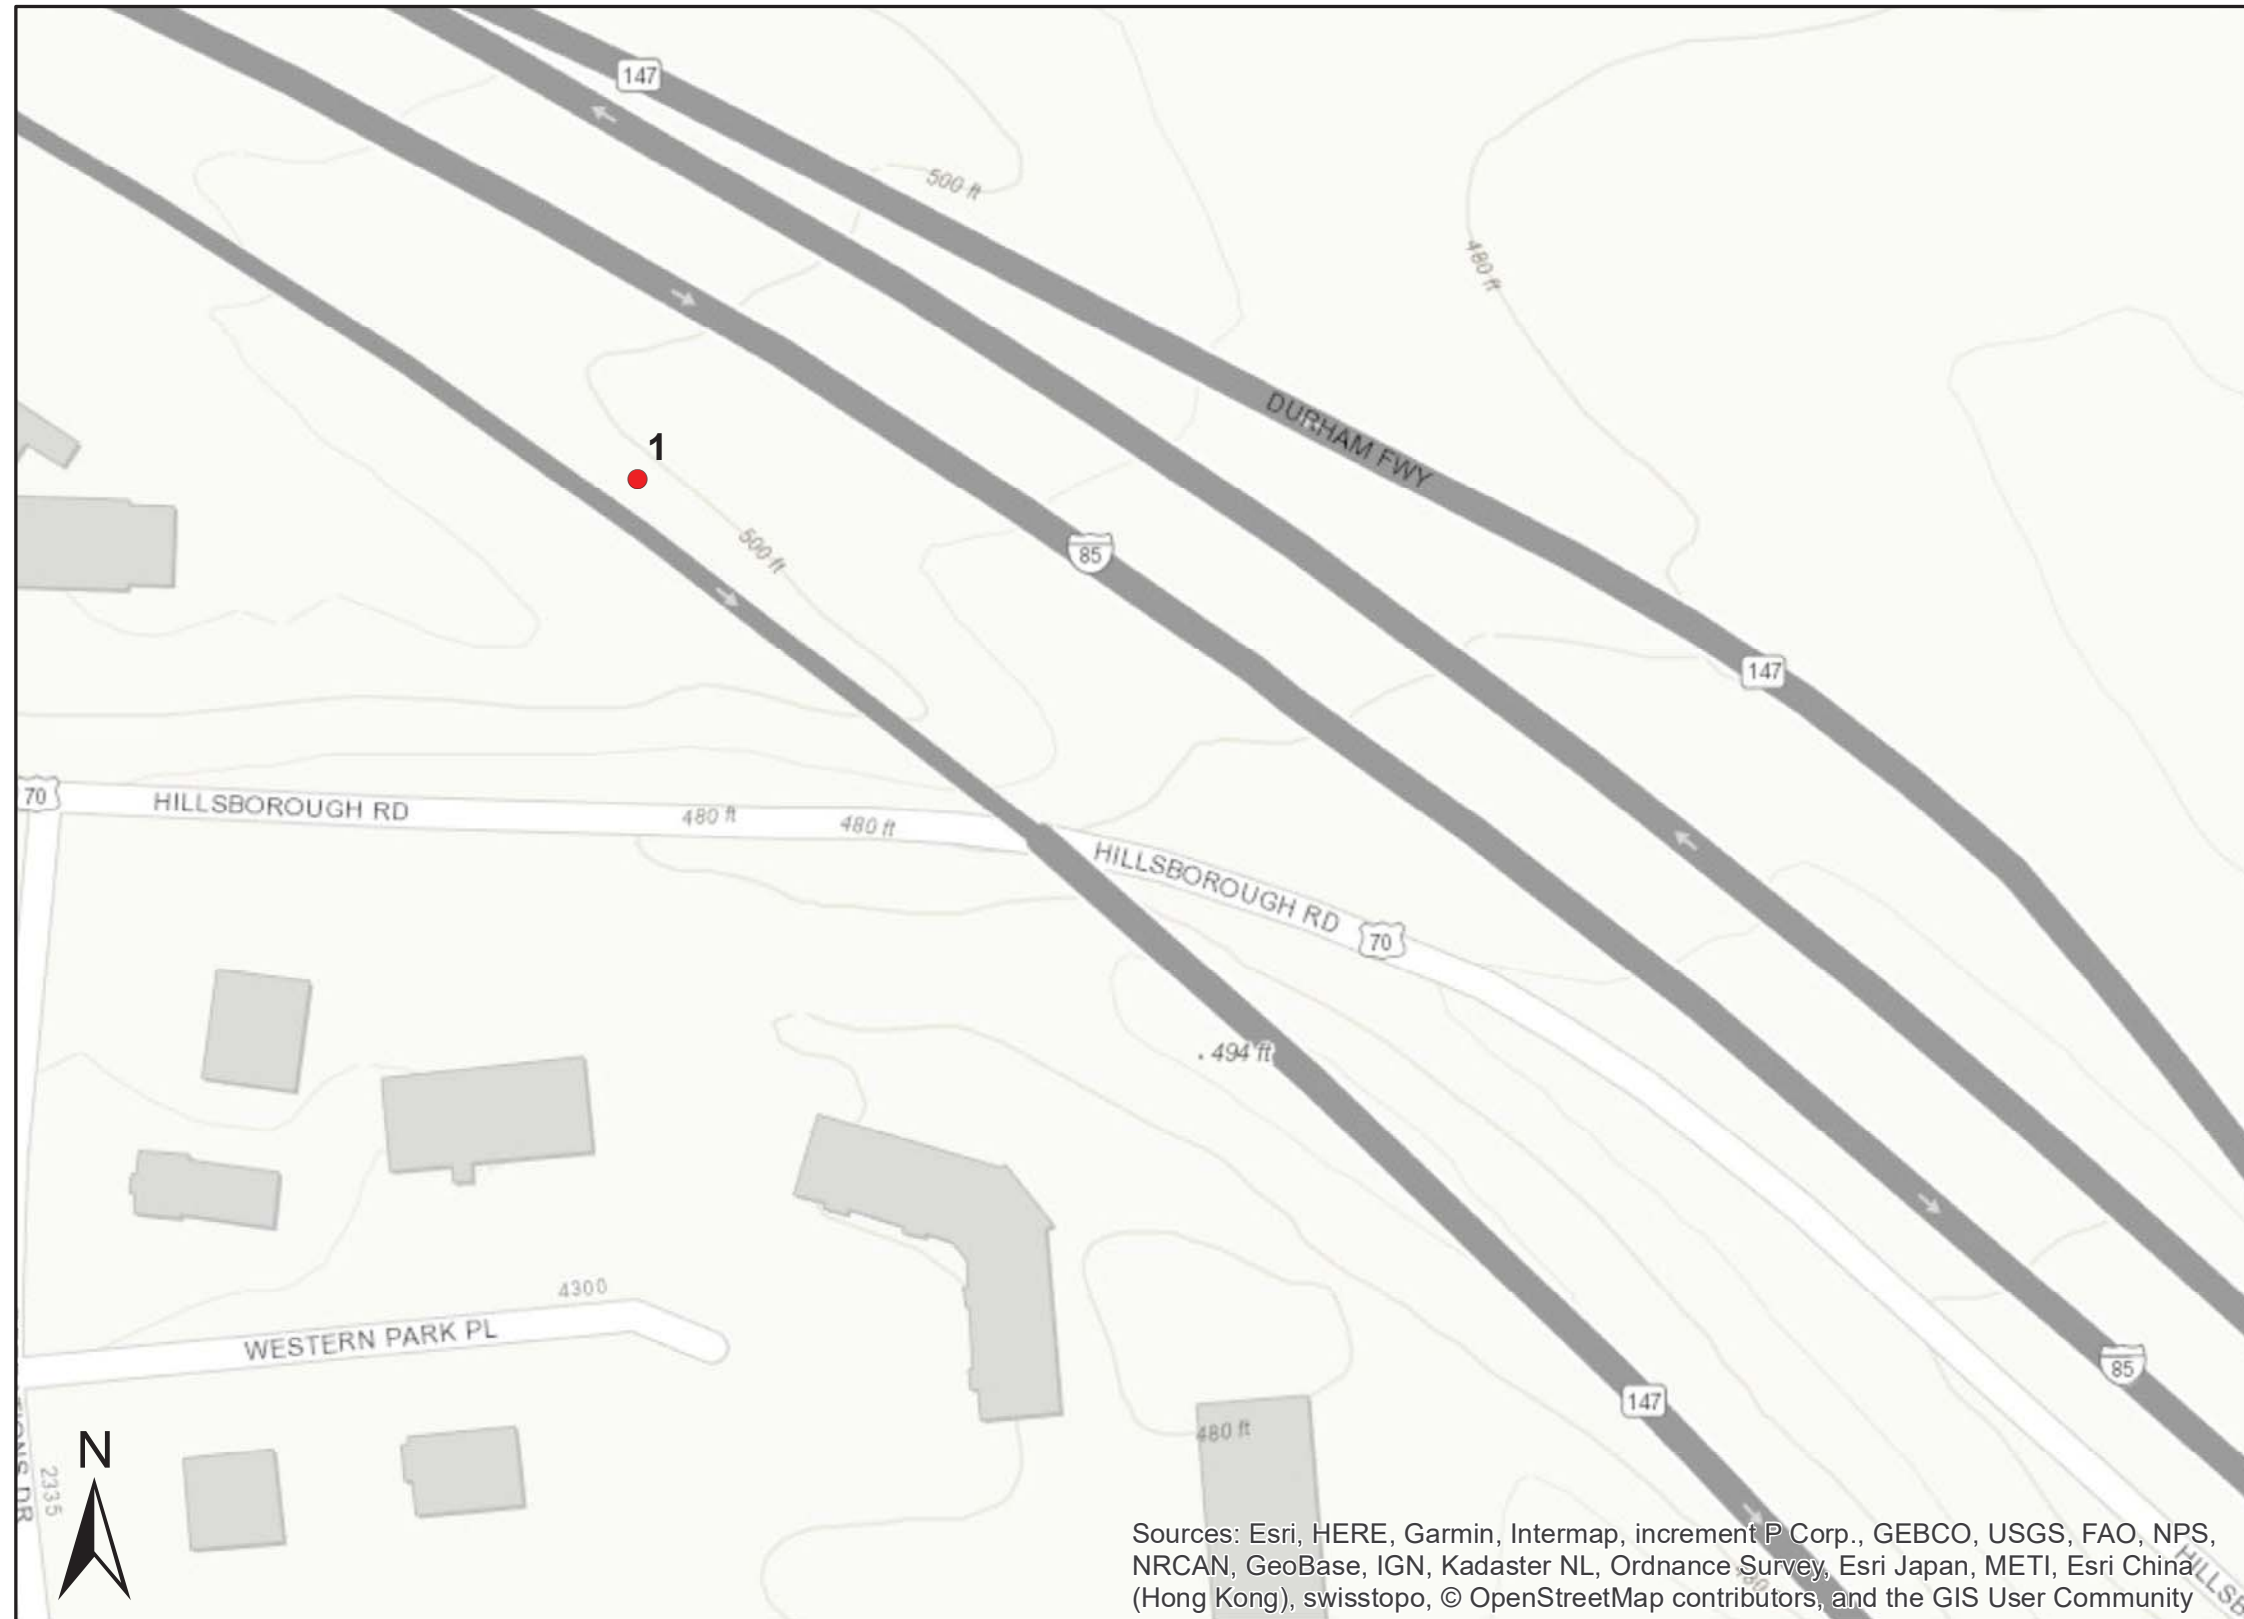 147
500 ft
480 ft
DURHAM FWY
1
500 ft
85
147
70
HILLSBOROUGH RD
480 ft
480 ft
HILLSBOROUGH RD
70
494 ft
4300
WESTERN PARK PL
85
147
480 ft
N
2335
DR
Sources: Esri, HERE, Garmin, Intermap, increment P Corp., GEBCO, USGS, FAO, NPS,
NRCAN, GeoBase, IGN, Kadaster NL, Ordnance Survey, Esri Japan, METI, Esri China
(Hong Kong), swisstopo, © OpenStreetMap contributors, and the GIS User Community